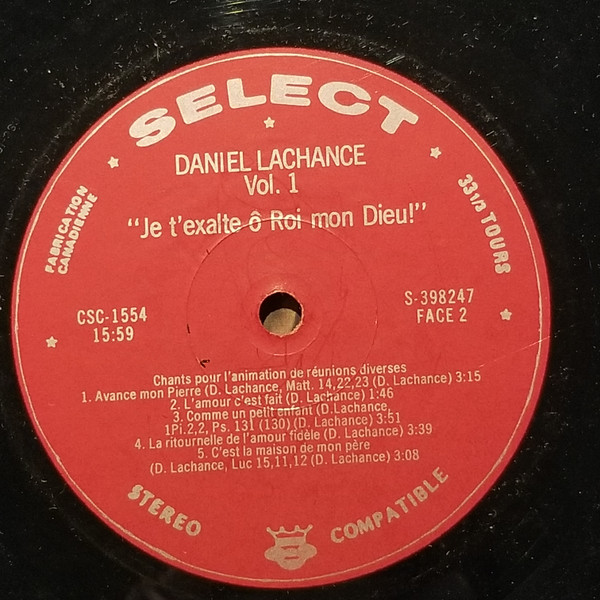 SELECT
DANIEL LACHANCE
Vol. 1
“Je t'exalte ô Roi mon Dieu!”
FABRICATION
CANADIENNE
33 1/3 TOURS
CSC-1554
15:59
S-398247
FACE 2
Chants pour l'animation de réunions diverses
1. Avance mon Pierre (D. Lachance, Matt. 14,22,23 (D. Lachance) 3:15
2. L'amour c'est fait (D. Lachance) 1:46
3. Comme un petit enfant (D.Lachance,
1Pi.2,2, Ps. 131 (130) (D. Lachance) 3:51
4. La ritournelle de l'amour fidèle (D. Lachance) 3:39
5. C'est la maison de mon père
(D. Lachance, Luc 15,11,12 (D. Lachance) 3:08
STEREO
COMPATIBLE